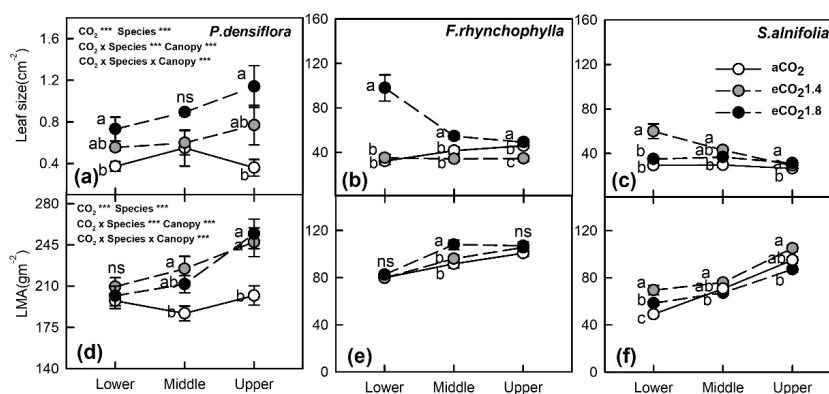 CO2 *** Species ***
CO2 x Species *** Canopy ***
CO2 x Species x Canopy ***
P.densiflora
F.rhynchophylla
S.alnifolia
aCO2
eCO21.4
eCO21.8
Leaf size(cm-2)
1.6
1.2
0.8
0.4
a
ab
b
ns
a
ab
b
(a)
160
120
80
40
a
b
b
a
b
b
a
a
c
(b)
160
120
80
40
a
b
b
a
ab
b
a
ab
b
(c)
CO2 *** Species ***
CO2 x Species *** Canopy ***
CO2 x Species x Canopy ***
LMA(gm-2)
280
245
210
175
140
ns
a
ab
b
a
a
b
(d)
120
80
40
0
ns
a
b
b
ns
(e)
160
120
80
40
0
a
b
c
a
ab
b
a
ab
b
(f)
Lower Middle Upper
Lower Middle Upper
Lower Middle Upper